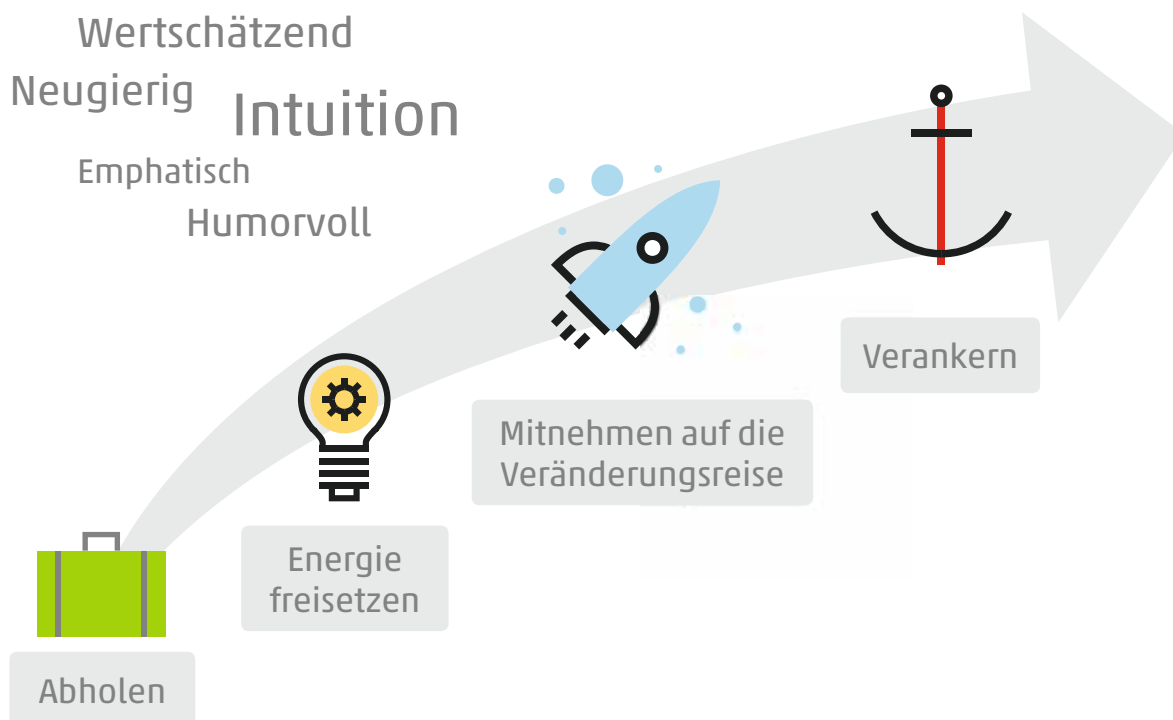 Wertschätzend
Neugierig
Intuition
Emphatisch
Humorvoll
Verankern
Mitnehmen auf die
Veränderungsreise
Energie
freisetzen
Abholen